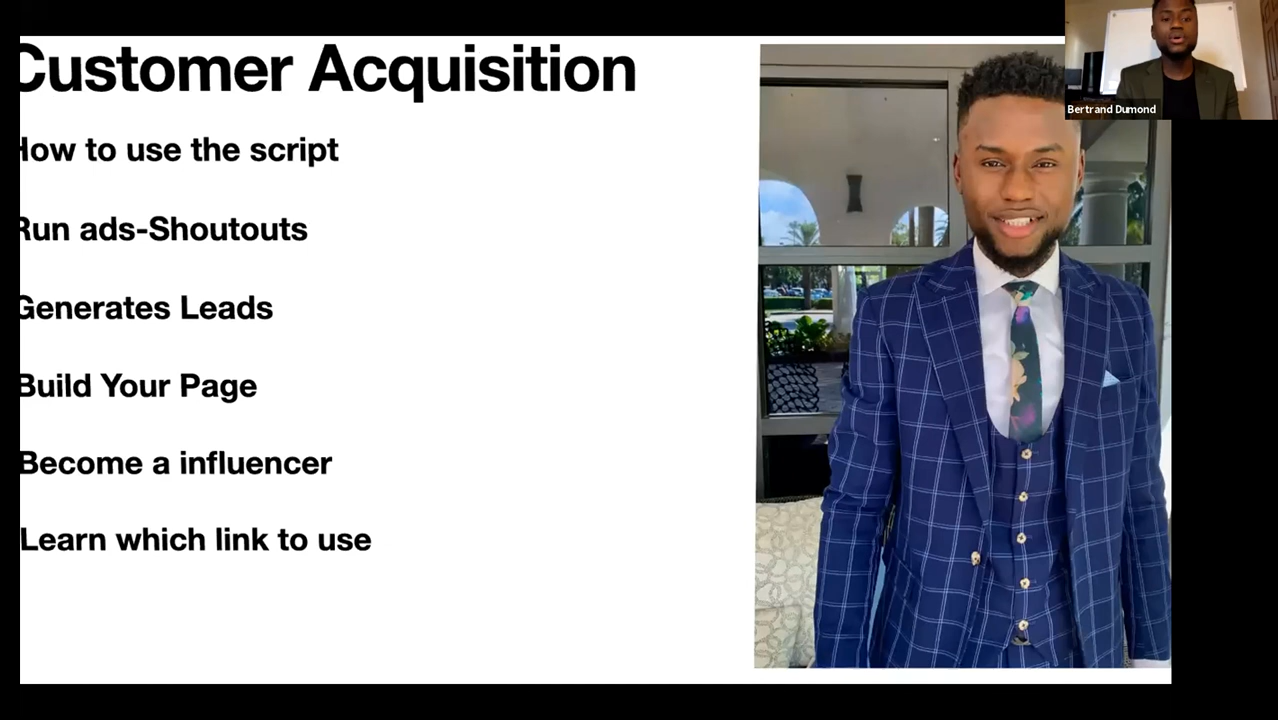 Customer Acquisition
How to use the script
Run ads-Shoutouts
Generates Leads
Build Your Page
Become a influencer
Learn which link to use
Bertrand Dumond